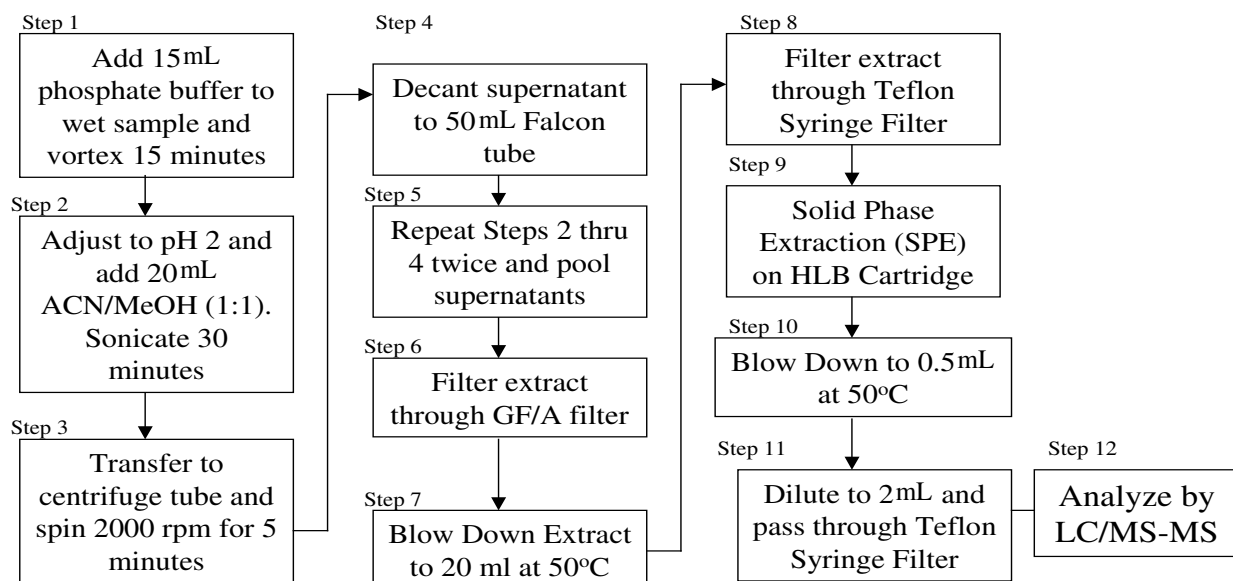 Step 1
Add 15mL
phosphate buffer to
wet sample and
vortex 15 minutes
Step 2
Adjust to pH 2 and
add 20mL
ACN/MeOH (1:1).
Sonicate 30
minutes
Step 3
Transfer to
centrifuge tube and
spin 2000 rpm for 5
minutes
Step 4
Decant supernatant
to 50mL Falcon
tube
Step 5
Repeat Steps 2 thru
4 twice and pool
supernatants
Step 6
Filter extract
through GF/A filter
Step 7
Blow Down Extract
to 20 ml at 50°C
Step 8
Filter extract
through Teflon
Syringe Filter
Step 9
Solid Phase
Extraction (SPE)
on HLB Cartridge
Step 10
Blow Down to 0.5mL
at 50°C
Step 11
Dilute to 2mL and
pass through Teflon
Syringe Filter
Step 12
Analyze by
LC/MS-MS